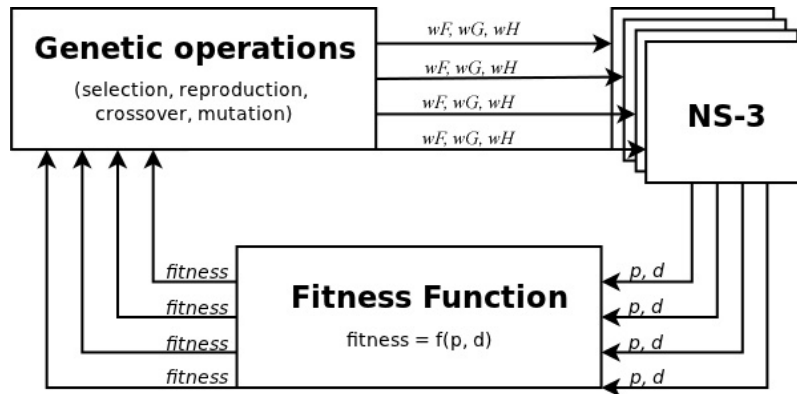 Genetic operations
(selection, reproduction,
crossover, mutation)
wF, wG, wH
wF, wG, wH
wF, wG, wH
wF, wG, wH
NS-3
fitness
fitness
fitness
fitness
Fitness Function
fitness = f(p, d)
p, d
p, d
p, d
p, d